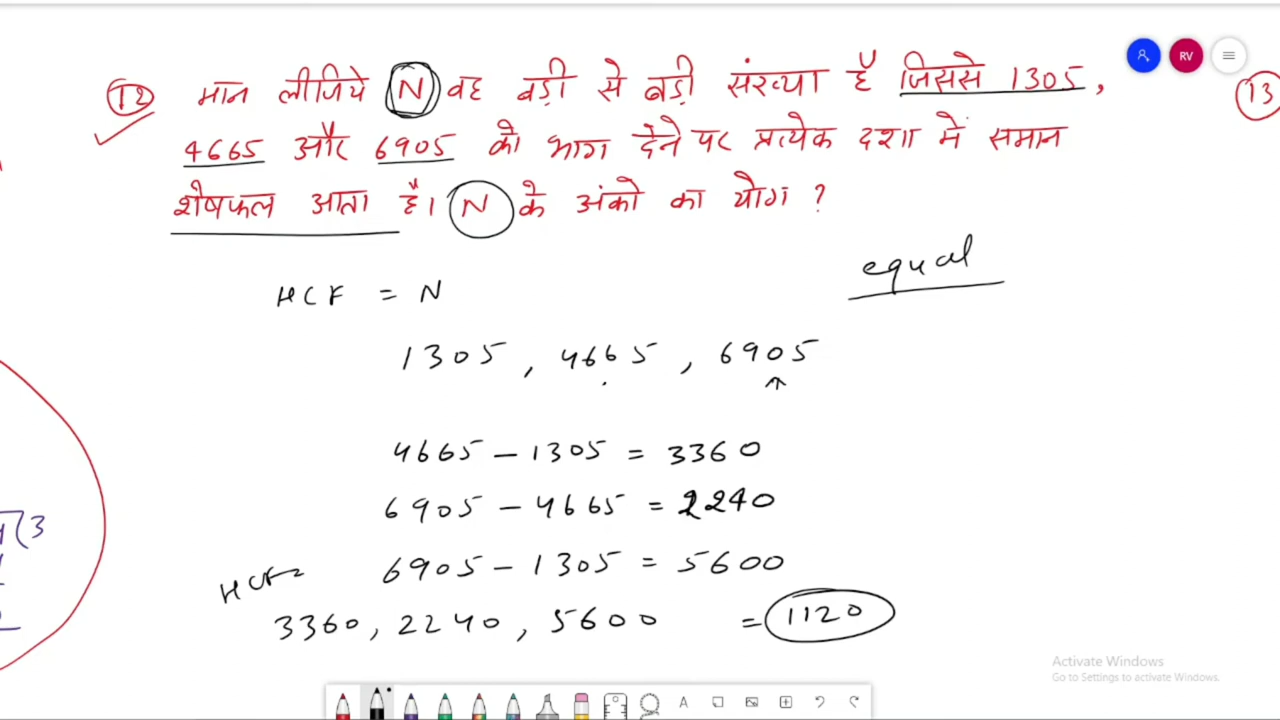 RV
12 मान लीजिये N वह बड़ी से बड़ी संख्या है जिससे 1305,
13
4665 और 6905 को भाग देने पर प्रत्येक दशा में समान
शेषफल आता है। N के अंको का योग ?
equal
HCF = N
1305, 4665, 6905
4665 - 1305 = 3360
6905 - 4665 = 2240
(3
6905 - 1305 = 5600
HCF =
3360, 2240, 5600 = 1120
Activate Windows
Go to Settings to activate Windows.
A